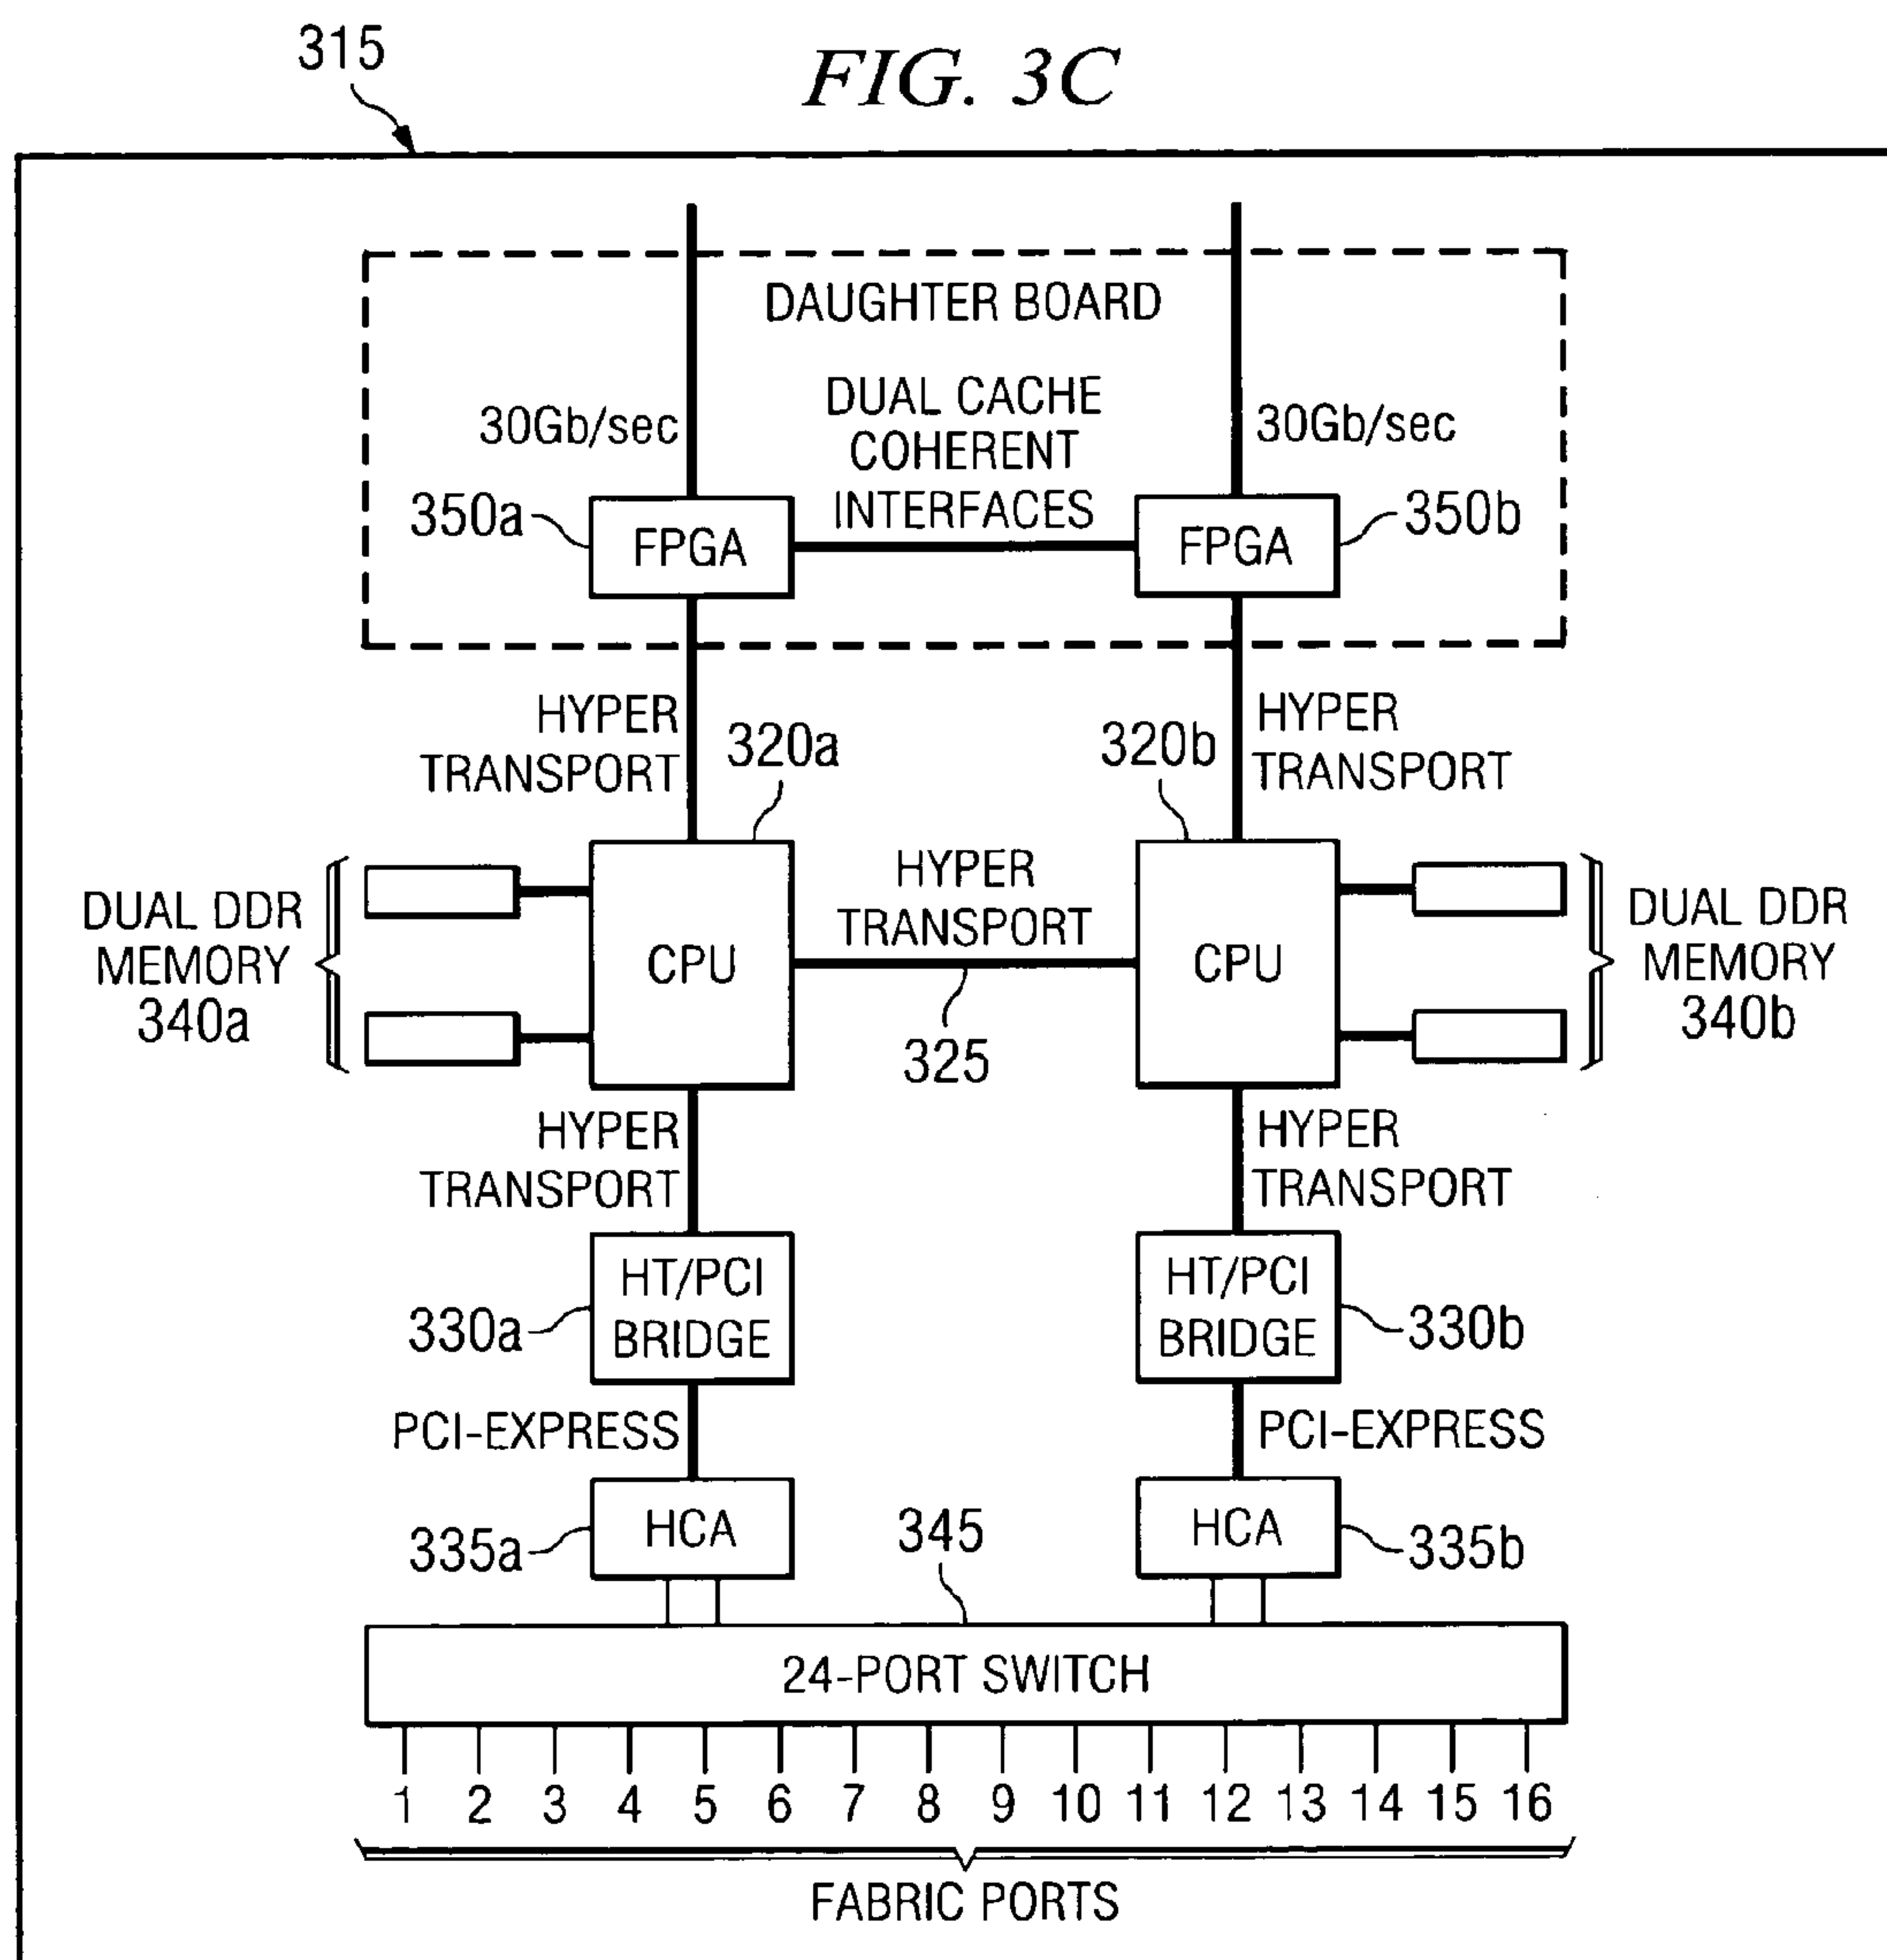 315
FIG. 3C
DAUGHTER BOARD
DUAL CACHE
COHERENT
INTERFACES
30Gb/sec
30Gb/sec
350a
FPGA
FPGA
350b
HYPER
TRANSPORT
320a
320b
HYPER
TRANSPORT
DUAL DDR
MEMORY
340a
CPU
HYPER
TRANSPORT
325
CPU
DUAL DDR
MEMORY
340b
HYPER
TRANSPORT
HYPER
TRANSPORT
330a
HT/PCI
BRIDGE
HT/PCI
BRIDGE
330b
PCI-EXPRESS
PCI-EXPRESS
335a
HCA
345
HCA
335b
24-PORT SWITCH
1 2 3 4 5 6 7 8 9 10 11 12 13 14 15 16
FABRIC PORTS